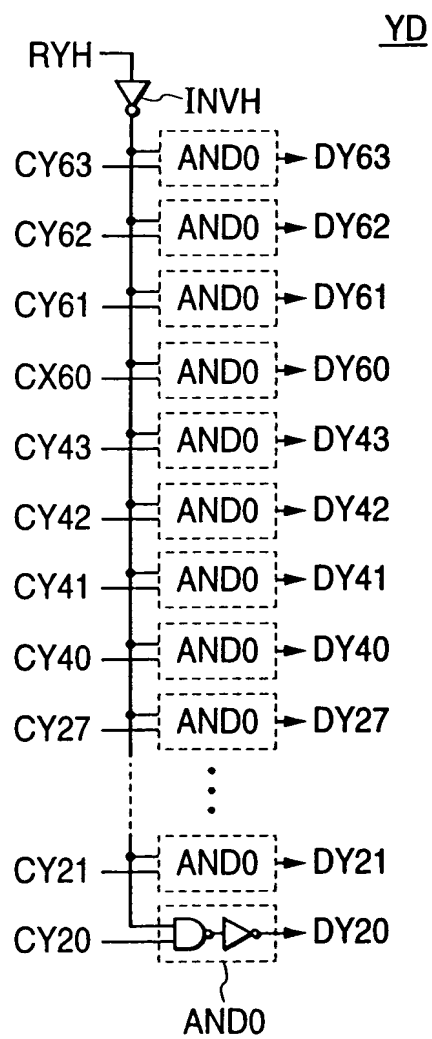 YD
RYH
INVH
CY63 AND0 DY63
CY62 AND0 DY62
CY61 AND0 DY61
CX60 AND0 DY60
CY43 AND0 DY43
CY42 AND0 DY42
CY41 AND0 DY41
CY40 AND0 DY40
CY27 AND0 DY27
CY21 AND0 DY21
CY20 DY20
AND0